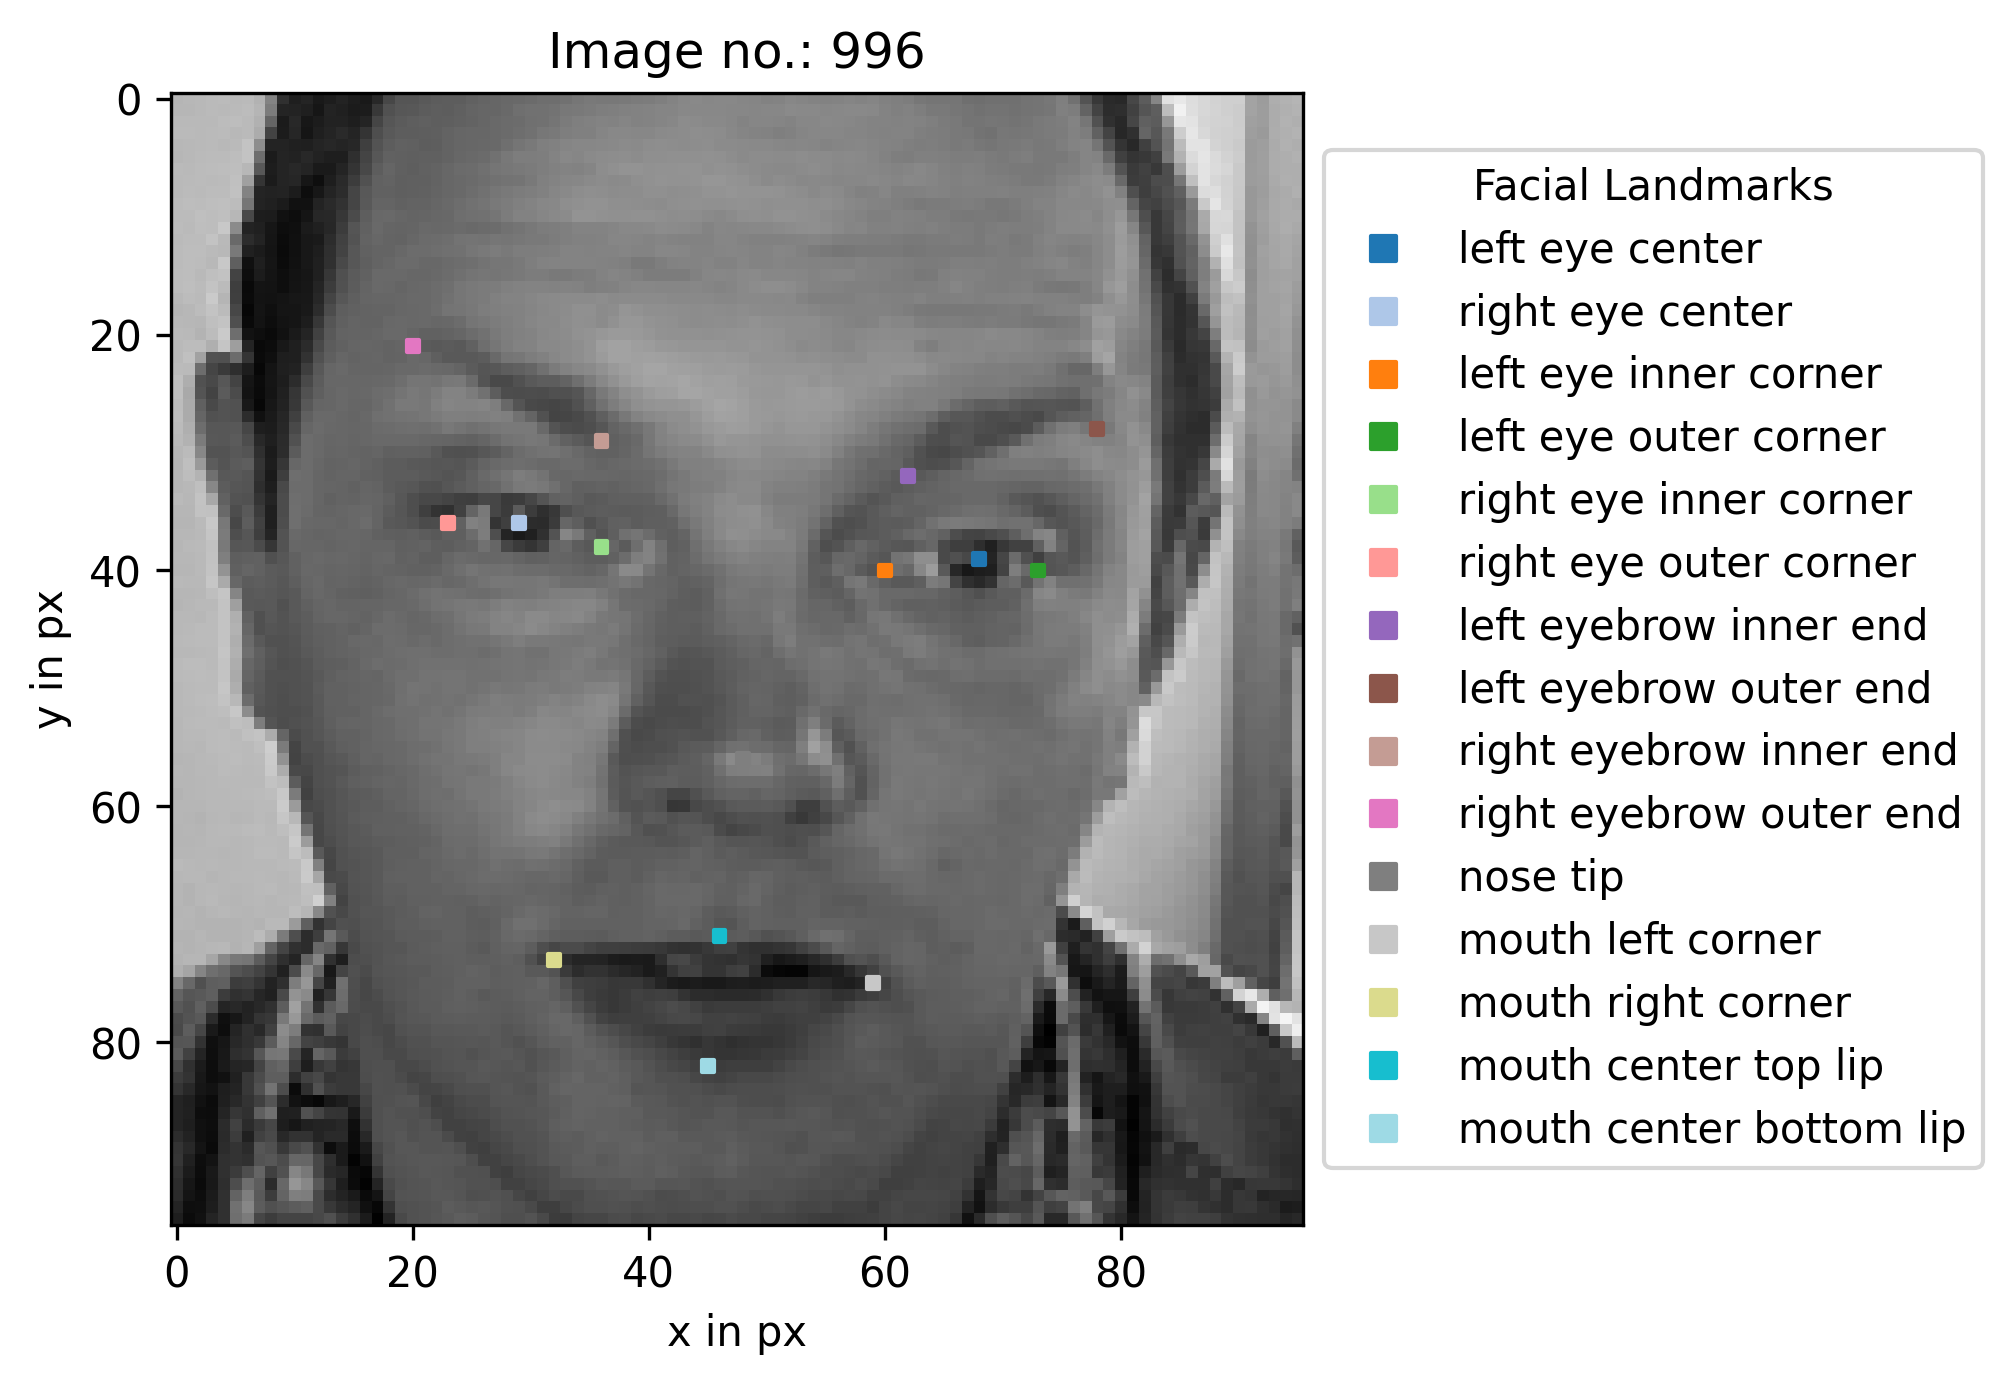 Image no.: 996
0
20
40
60
80
y in px
0 20 40 60 80
x in px
Facial Landmarks
left eye center
right eye center
left eye inner corner
left eye outer corner
right eye inner corner
right eye outer corner
left eyebrow inner end
left eyebrow outer end
right eyebrow inner end
right eyebrow outer end
nose tip
mouth left corner
mouth right corner
mouth center top lip
mouth center bottom lip